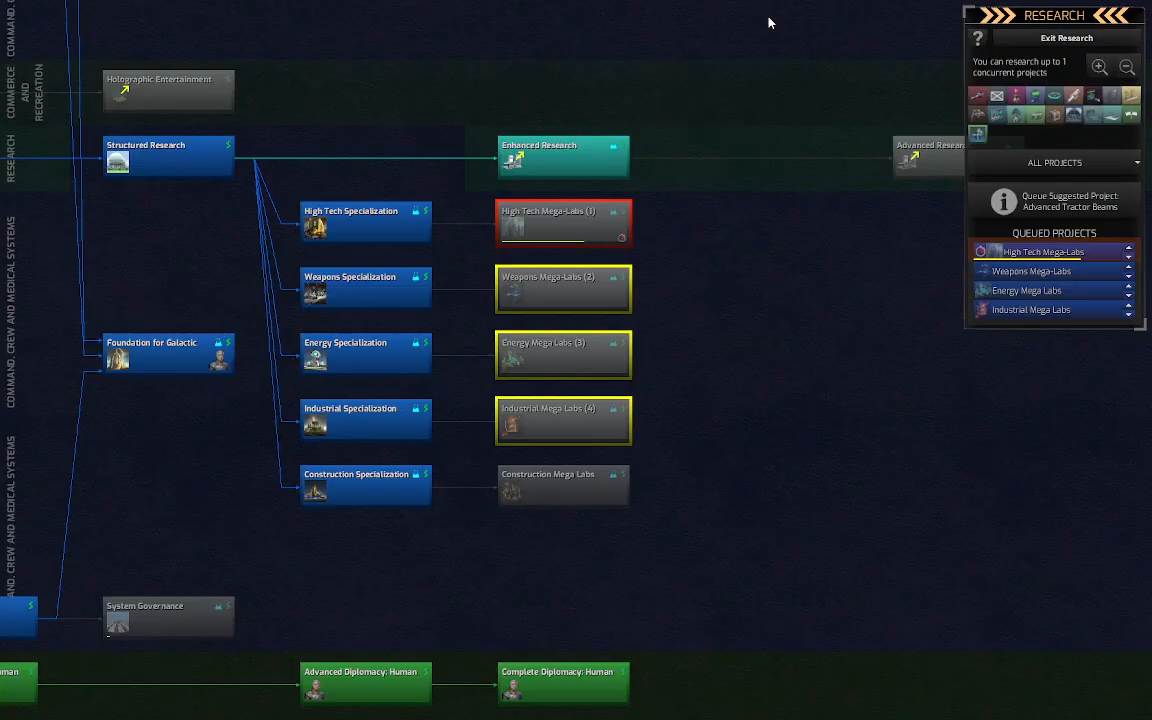 COMMAND, C
COMMERCE
AND
RECREATION
RESEARCH
COMMAND, CREW AND MEDICAL SYSTEMS
AND, CREW AND MEDICAL SYSTEMS
Holographic Entertainment
Structured Research
Enhanced Research
Advanced Researc
High Tech Specialization
High Tech Mega-Labs (1)
Weapons Specialization
Weapons Mega-Labs (2)
Foundation for Galactic
Energy Specialization
Energy Mega Labs (3)
Industrial Specialization
Industrial Mega Labs (4)
Construction Specialization
Construction Mega Labs
System Governance
uman
Advanced Diplomacy: Human
Complete Diplomacy: Human
RESEARCH
?
Exit Research
You can research up to 1
concurrent projects
ALL PROJECTS
Queue Suggested Project:
Advanced Tractor Beams
QUEUED PROJECTS
High Tech Mega-Labs
Weapons Mega-Labs
Energy Mega Labs
Industrial Mega Labs